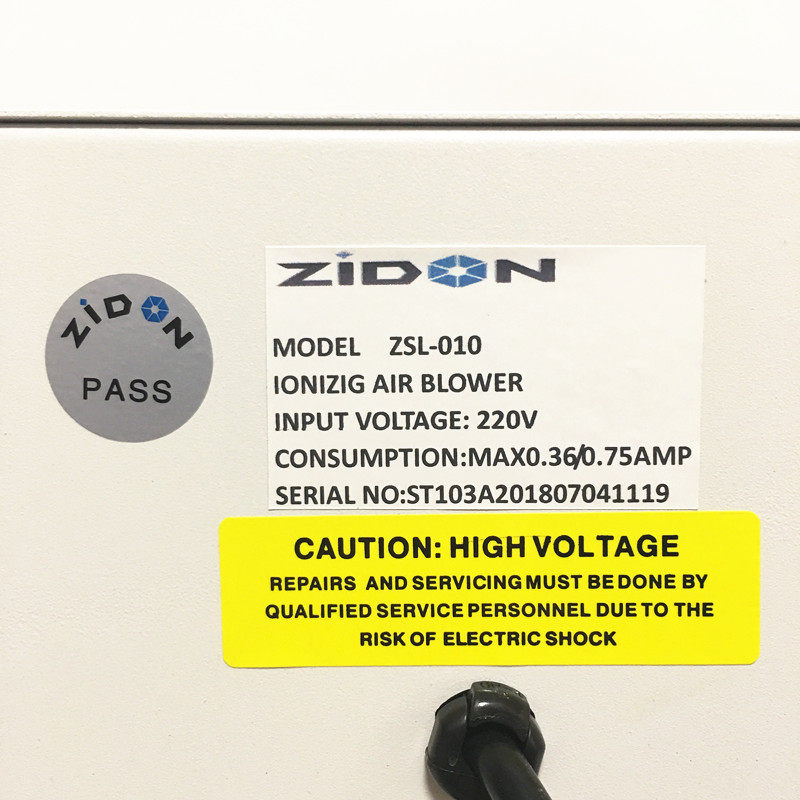 ZiDON
PASS
ZiDON
MODEL ZSL-010
IONIZIG AIR BLOWER
INPUT VOLTAGE: 220V
CONSUMPTION:MAX0.36/0.75AMP
SERIAL NO:ST103A201807041119
CAUTION: HIGH VOLTAGE
REPAIRS AND SERVICING MUST BE DONE BY
QUALIFIED SERVICE PERSONNEL DUE TO THE
RISK OF ELECTRIC SHOCK